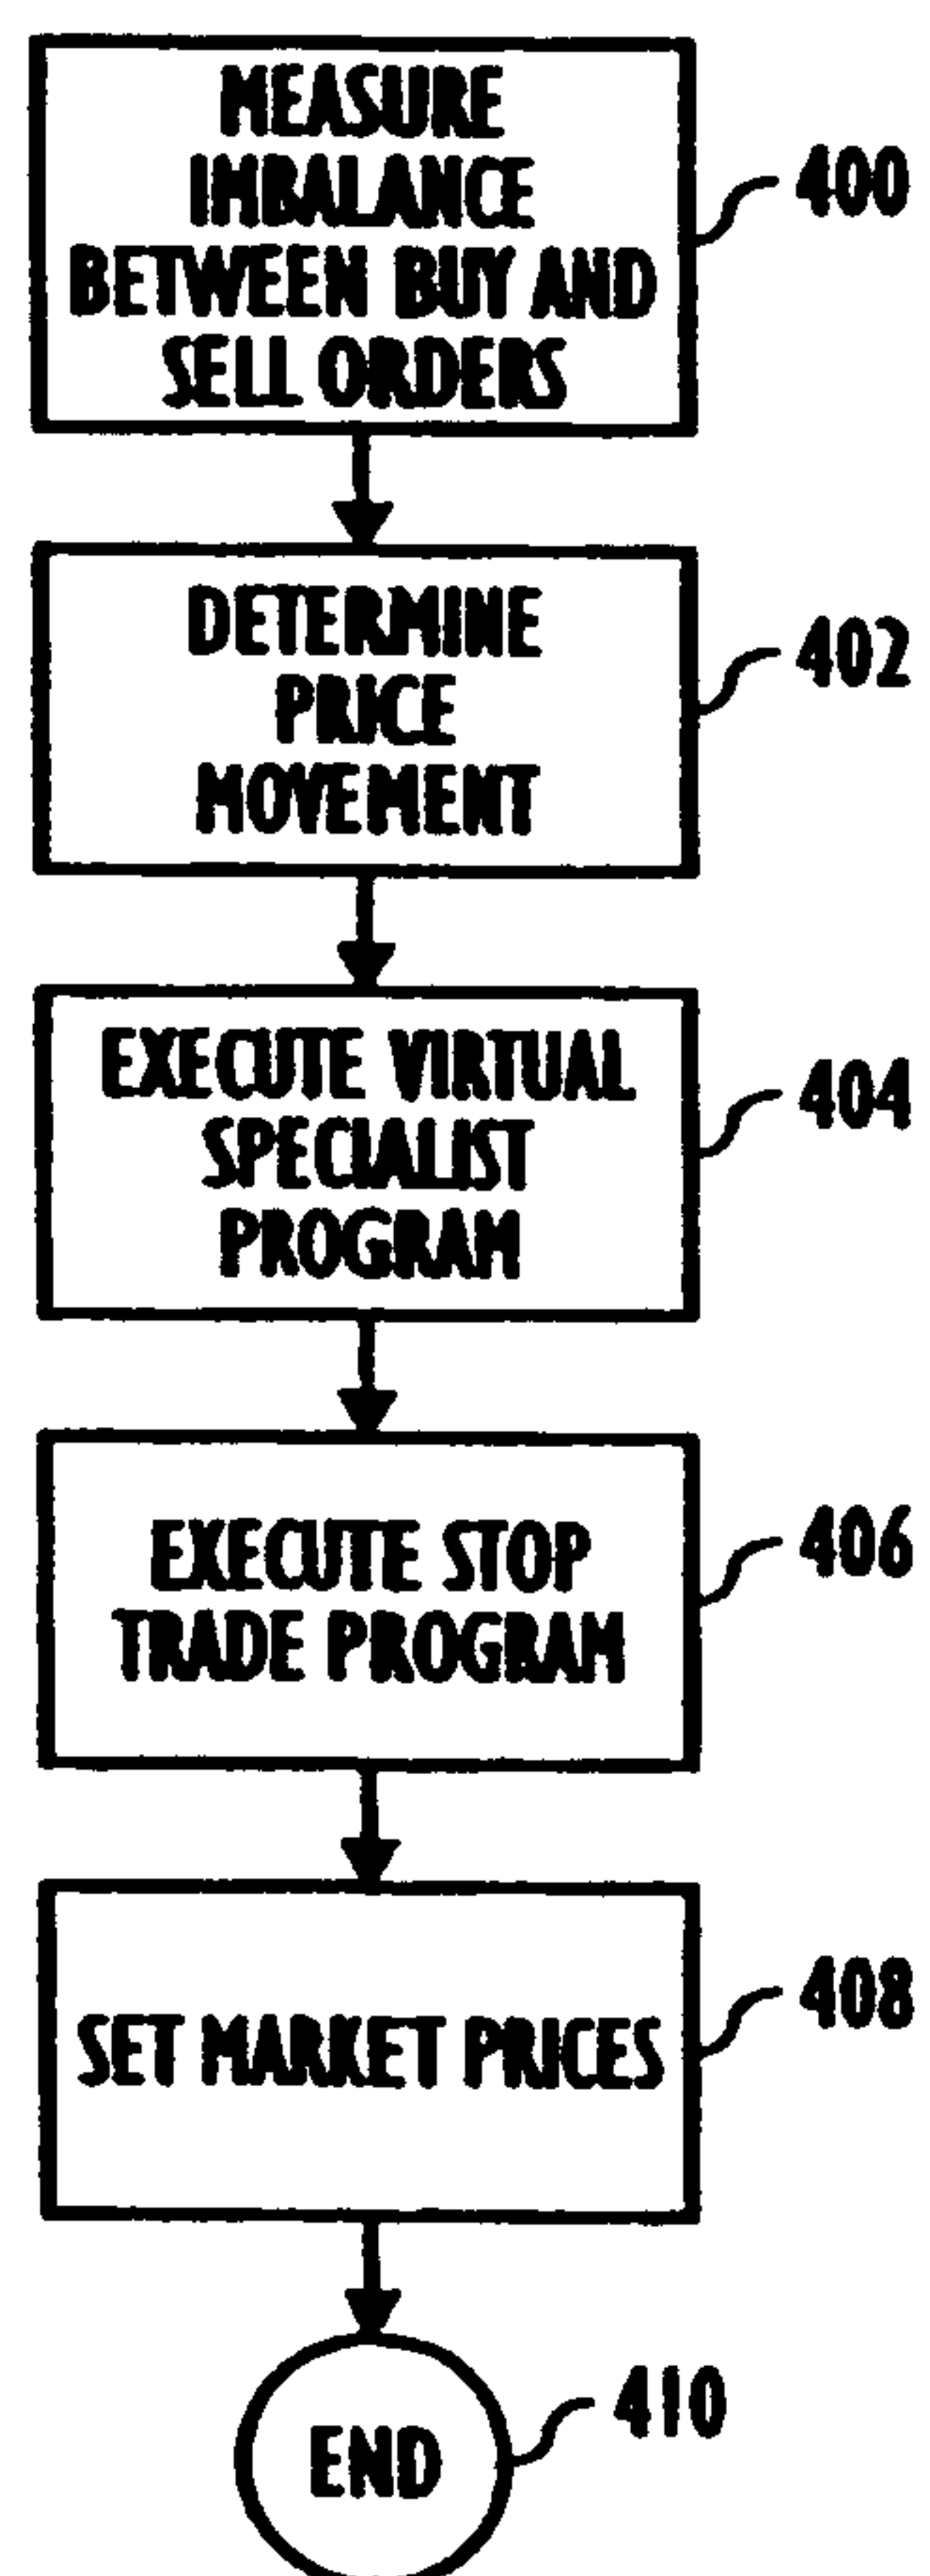 MEASURE
IMBALANCE
BETWEEN BUY AND
SELL ORDERS
400
DETERMINE
PRICE
MOVEMENT
402
EXECUTE VIRTUAL
SPECIALIST
PROGRAM
404
EXECUTE STOP
TRADE PROGRAM
406
SET MARKET PRICES
408
END
410